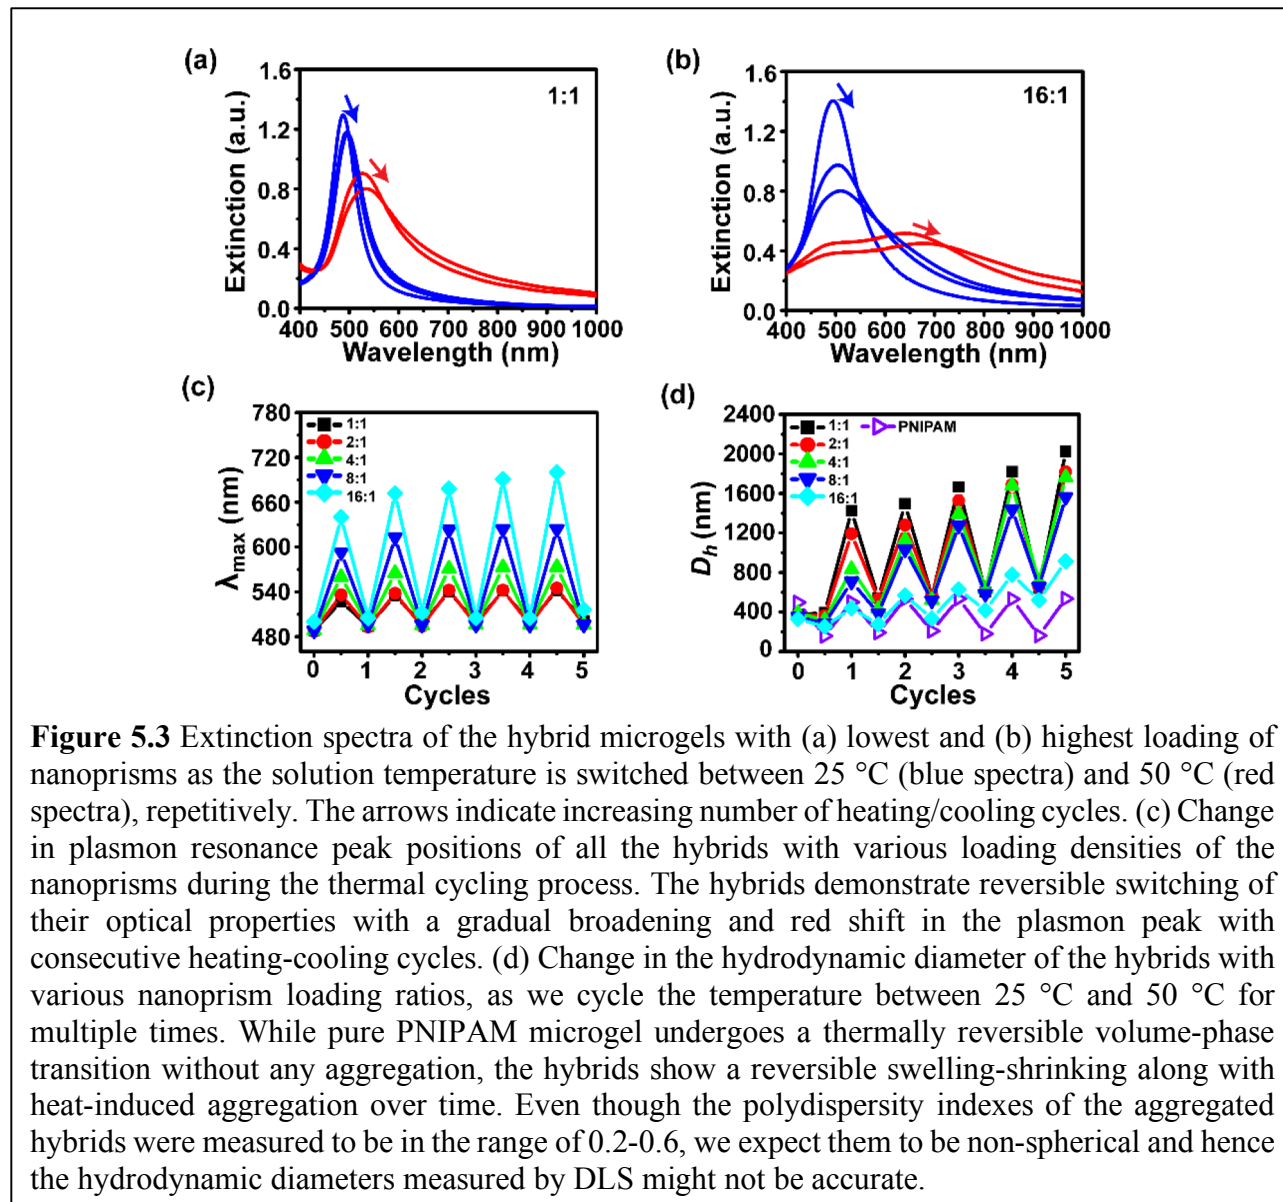 (a)
1.6
1.2
0.8
0.4
0.0
Extinction (a.u.)
1:1
400 500 600 700 800 900 1000
Wavelength (nm)
(b)
1.6
1.2
0.8
0.4
0.0
Extinction (a.u.)
16:1
400 500 600 700 800 900 1000
Wavelength (nm)
(c)
780
720
660
600
540
480
λmax (nm)
1:1
2:1
4:1
8:1
16:1
0 1 2 3 4 5
Cycles
(d)
2400
2000
1600
1200
800
400
0
Dh (nm)
1:1
2:1
4:1
8:1
16:1
PNIPAM
0 1 2 3 4 5
Cycles
Figure 5.3 Extinction spectra of the hybrid microgels with (a) lowest and (b) highest loading of
nanoprisms as the solution temperature is switched between 25 °C (blue spectra) and 50 °C (red
spectra), repetitively. The arrows indicate increasing number of heating/cooling cycles. (c) Change
in plasmon resonance peak positions of all the hybrids with various loading densities of the
nanoprisms during the thermal cycling process. The hybrids demonstrate reversible switching of
their optical properties with a gradual broadening and red shift in the plasmon peak with
consecutive heating-cooling cycles. (d) Change in the hydrodynamic diameter of the hybrids with
various nanoprism loading ratios, as we cycle the temperature between 25 °C and 50 °C for
multiple times. While pure PNIPAM microgel undergoes a thermally reversible volume-phase
transition without any aggregation, the hybrids show a reversible swelling-shrinking along with
heat-induced aggregation over time. Even though the polydispersity indexes of the aggregated
hybrids were measured to be in the range of 0.2-0.6, we expect them to be non-spherical and hence
the hydrodynamic diameters measured by DLS might not be accurate.